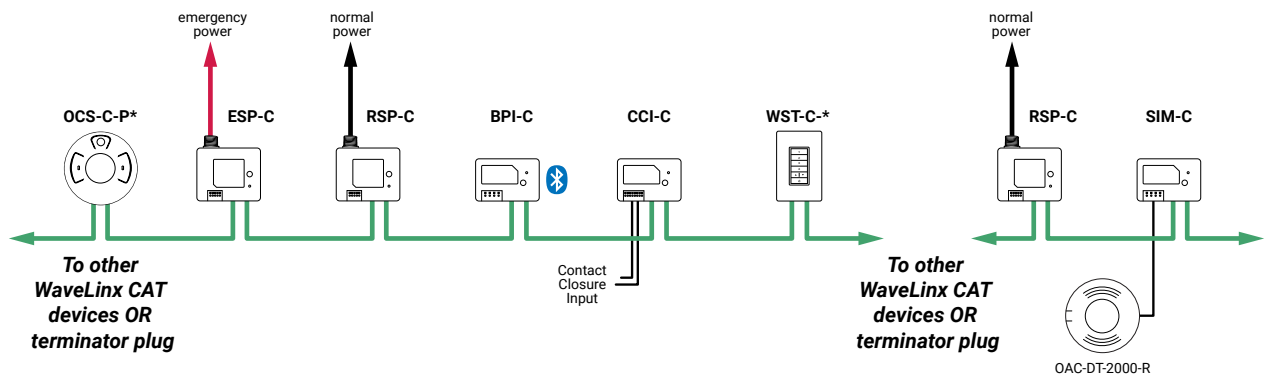 emergency
power
normal
power
normal
power
OCS-C-P*
ESP-C
RSP-C
BPI-C
CCI-C
WST-C-*
RSP-C
SIM-C
To other
WaveLinx CAT
devices OR
terminator plug
Contact
Closure
Input
To other
WaveLinx CAT
devices OR
terminator plug
OAC-DT-2000-R